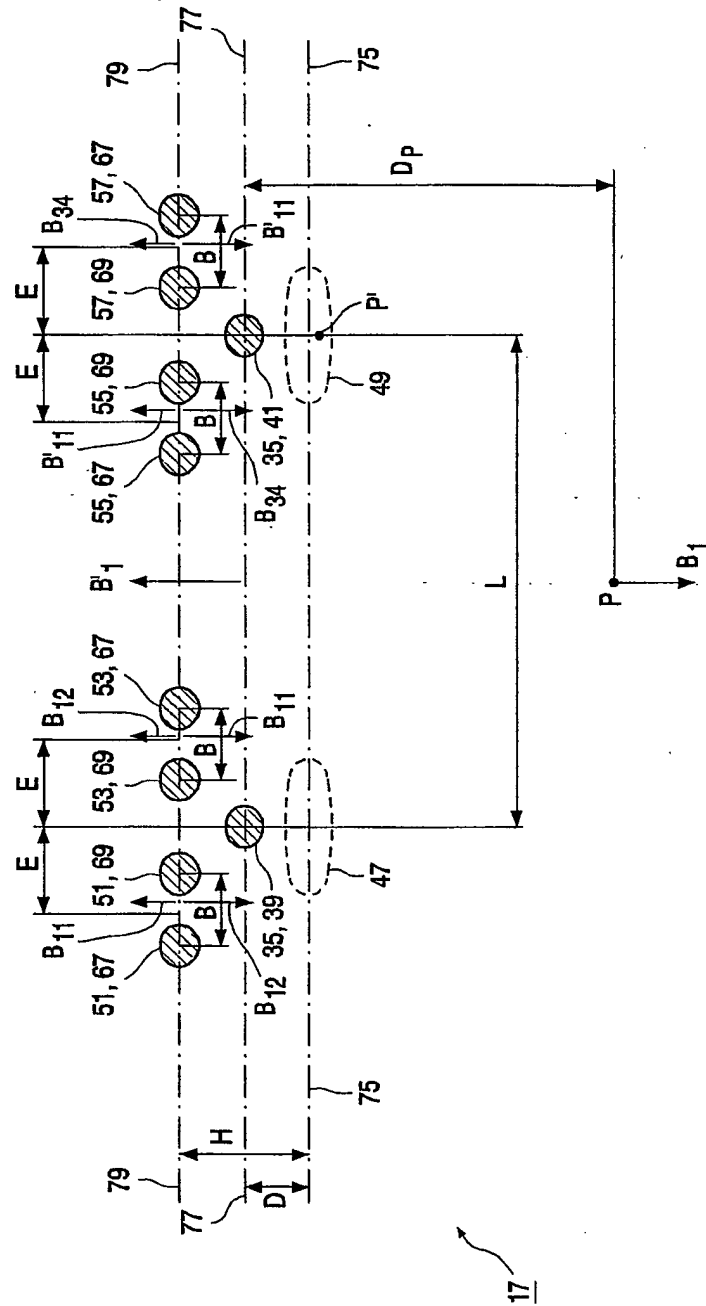 79
77
75
B34
57, 67
E
B
B'11
57, 69
E
P'
55, 69
49
B'11
B
35, 41
55, 67
B34
DP
B'1
L
P
B1
53, 67
B12
B
B11
E
53, 69
E
51, 69
47
B11
B
35, 39
51, 67
B12
79
77
75
H
D
17